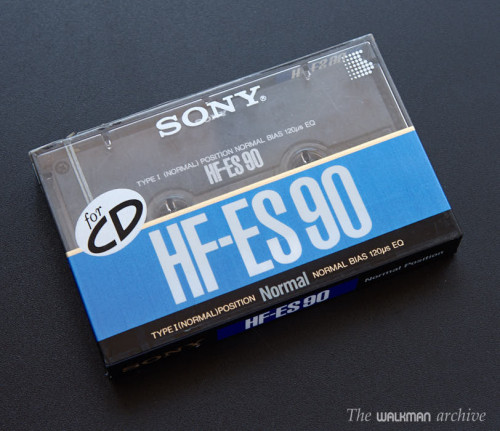 SONY®
TYPE I (NORMAL) POSITION NORMAL BIAS 120µs EQ
HF-ES 90
for
CD
HF-ES 90
TYPE I (NORMAL) POSITION Normal NORMAL BIAS 120µs EQ
SONY HF-ES 90 Normal Position
The WALKMAN archive